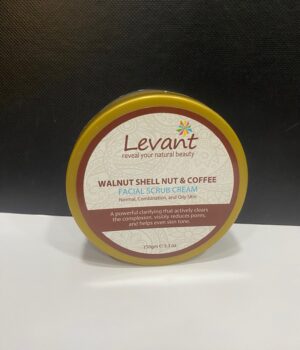 Levant
reveal your natural beauty
WALNUT SHELL NUT & COFFEE
FACIAL SCRUB CREAM
Normal, Combination, and Oily Skin
A powerful clarifying that actively clears
the complexion, visibly reduces pores,
and helps even skin tone.